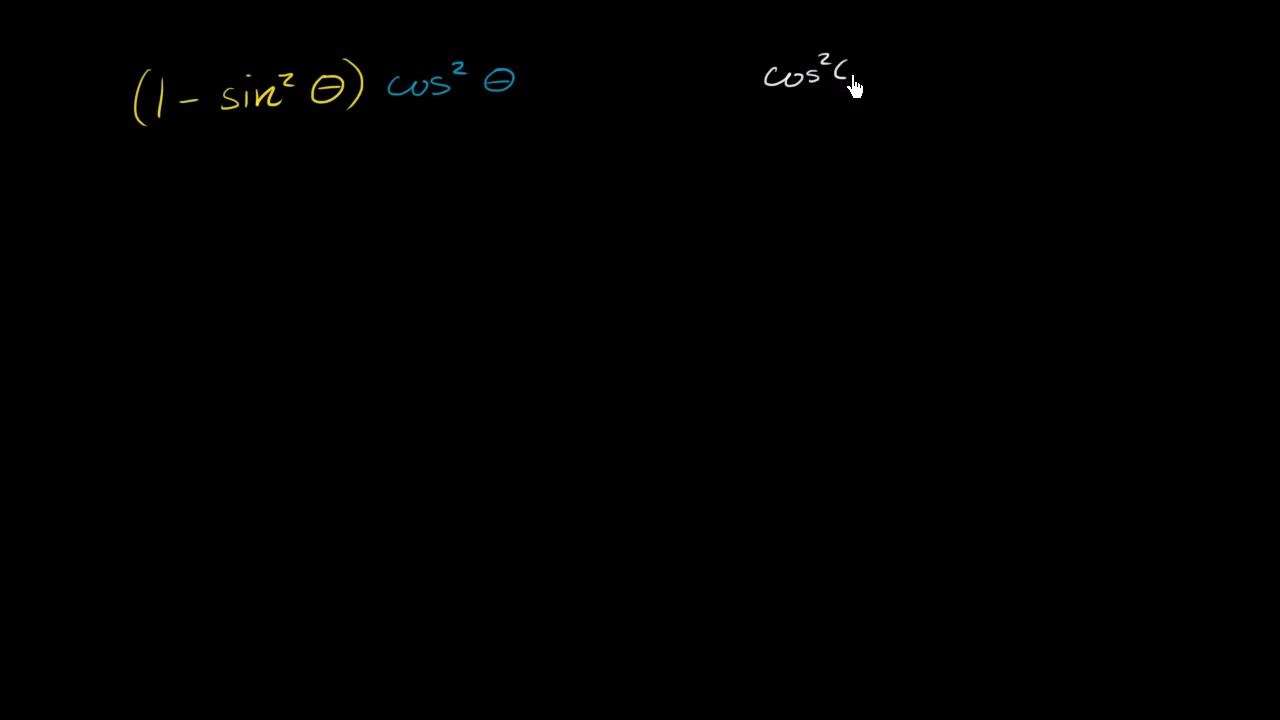 (1 - sin² θ) cos² θ
cos²